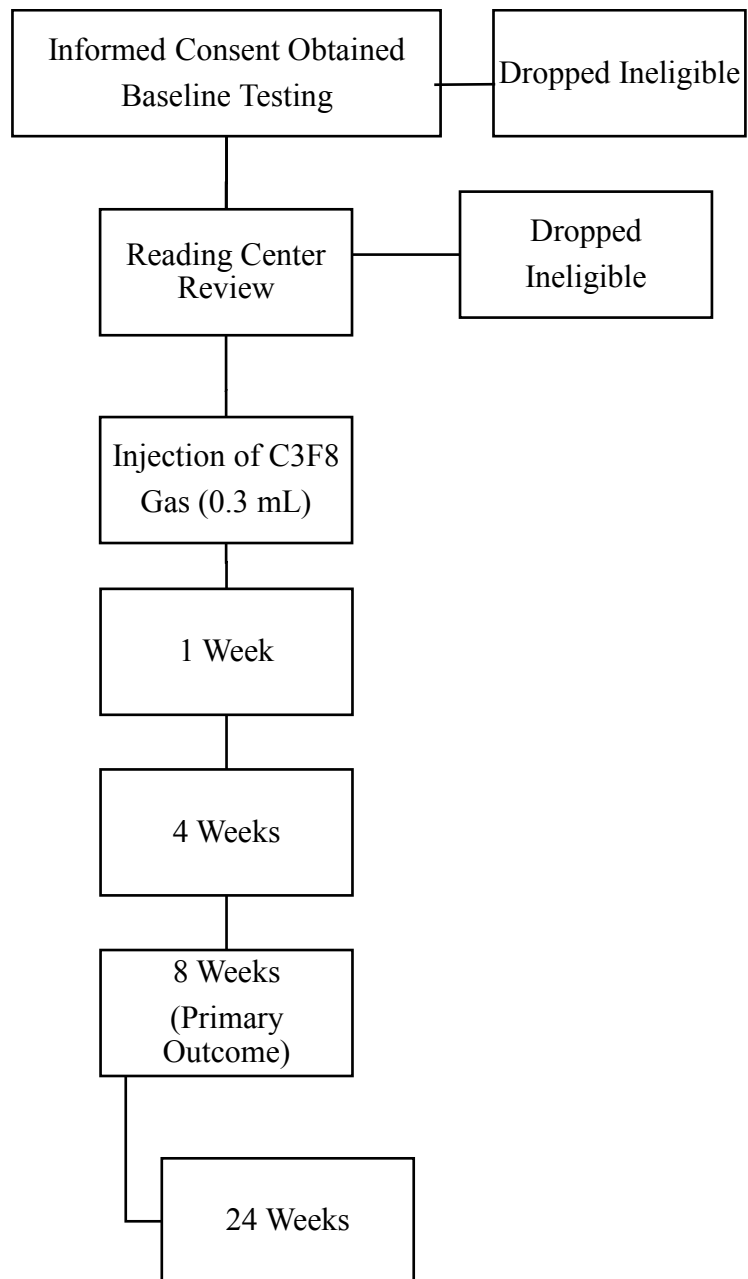 Informed Consent Obtained
Baseline Testing
Dropped Ineligible
Reading Center
Review
Dropped
Ineligible
Injection of C3F8
Gas (0.3 mL)
1 Week
4 Weeks
8 Weeks
(Primary
Outcome)
24 Weeks